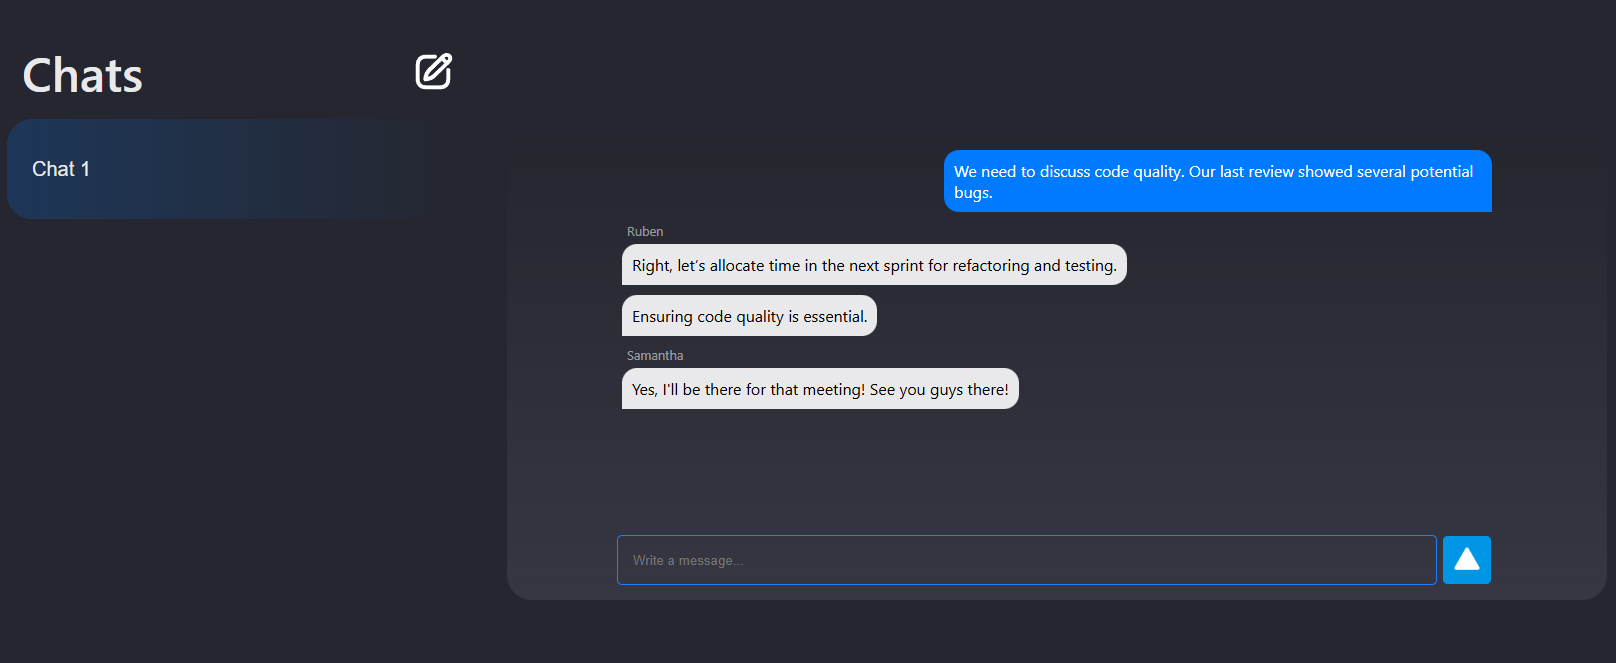 Chats
Chat 1
We need to discuss code quality. Our last review showed several potential
bugs.
Ruben
Right, let’s allocate time in the next sprint for refactoring and testing.
Ensuring code quality is essential.
Samantha
Yes, I'll be there for that meeting! See you guys there!
Write a message...